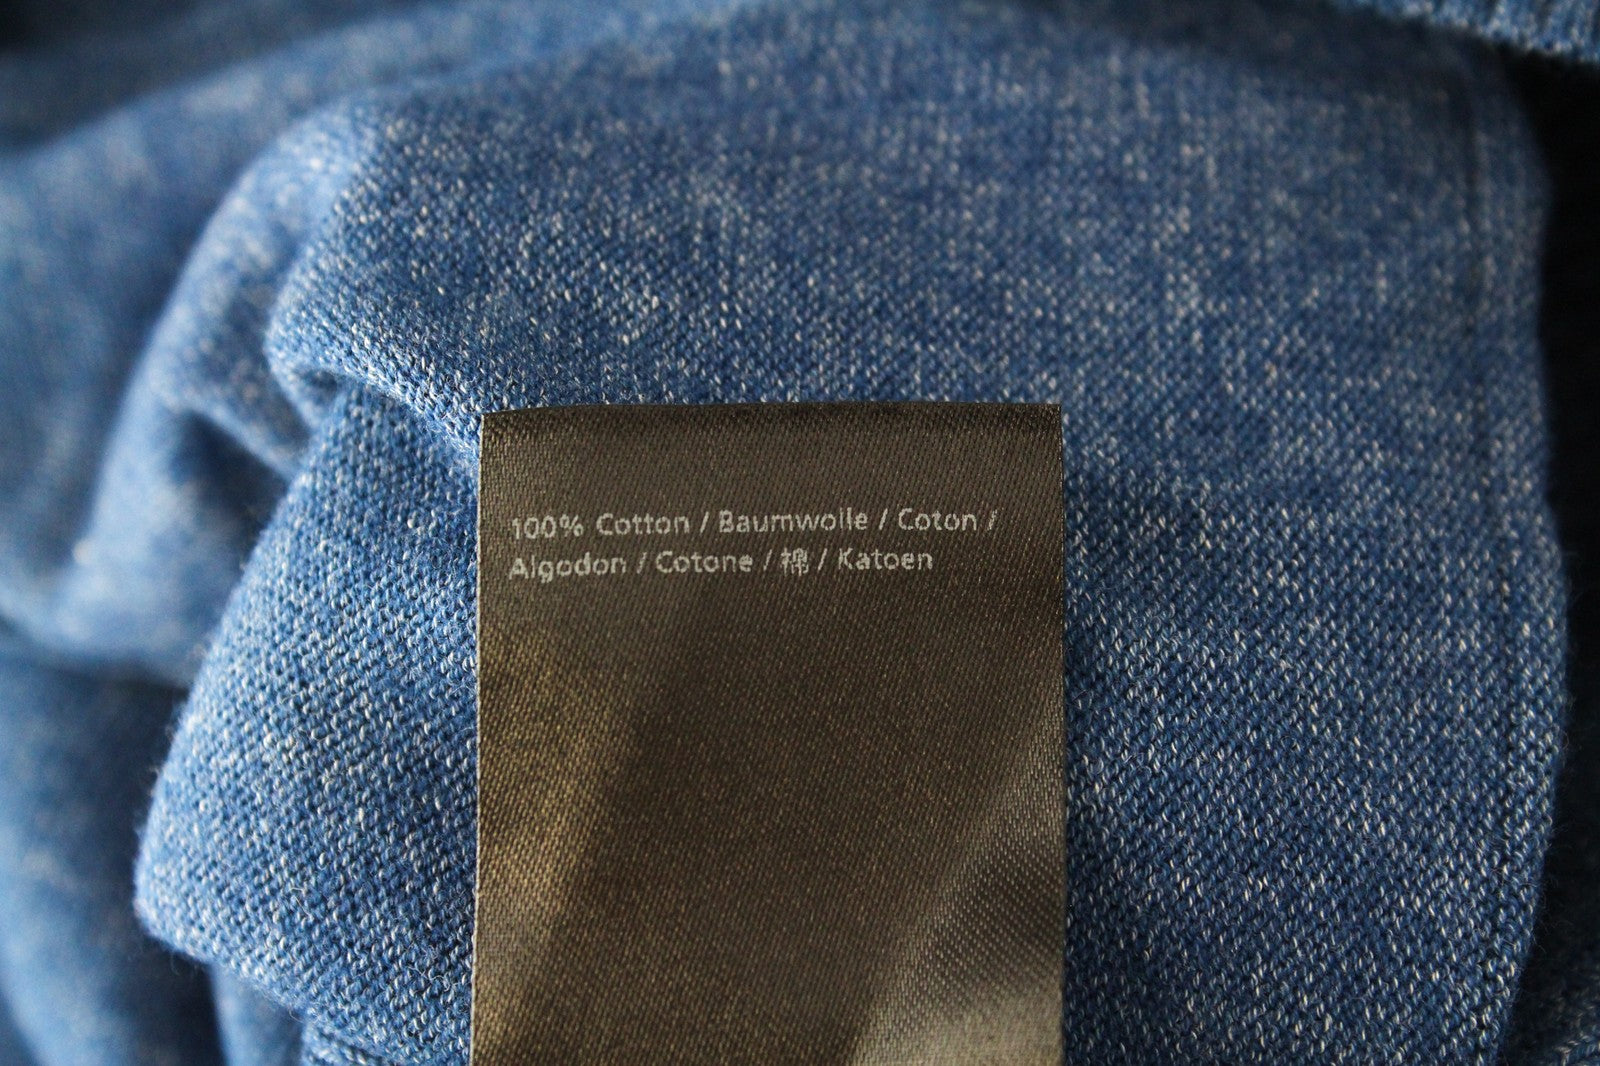 100% Cotton / Baumwolle / Coton /
Algodon / Cotone / 棉 / Katoen